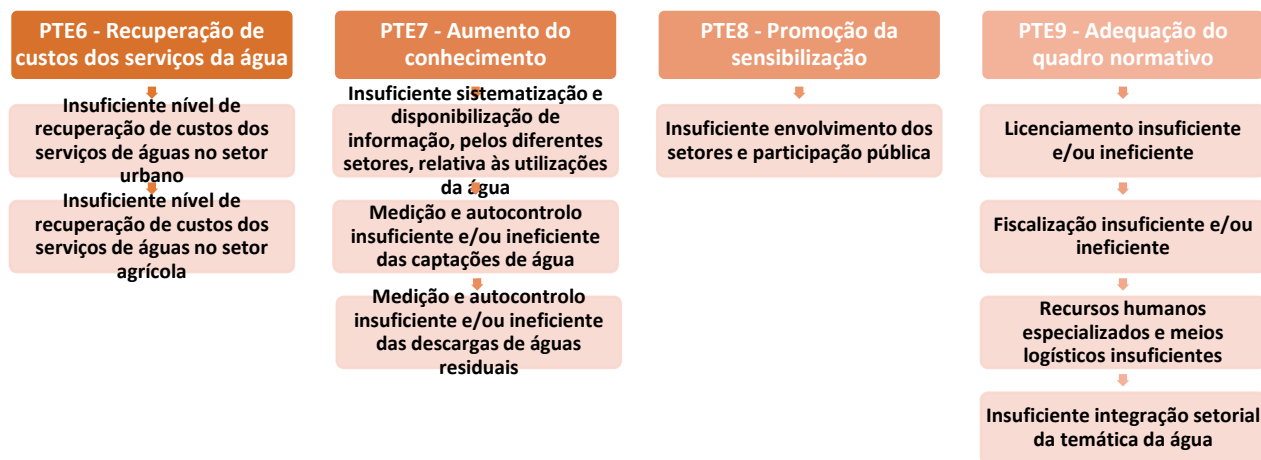 PTE6 - Recuperação de
custos dos serviços da água
Insuficiente nível de
recuperação de custos dos
serviços de águas no setor
urbano
Insuficiente nível de
recuperação de custos dos
serviços de águas no setor
agrícola
PTE7 - Aumento do
conhecimento
Insuficiente sistematização e
disponibilização de
informação, pelos diferentes
setores, relativa às utilizações
da água
Medição e autocontrolo
insuficiente e/ou ineficiente
das captações de água
Medição e autocontrolo
insuficiente e/ou ineficiente
das descargas de águas
residuais
PTE8 - Promoção da
sensibilização
Insuficiente envolvimento dos
setores e participação pública
PTE9 - Adequação do
quadro normativo
Licenciamento insuficiente
e/ou ineficiente
Fiscalização insuficiente e/ou
ineficiente
Recursos humanos
especializados e meios
logísticos insuficientes
Insuficiente integração setorial
da temática da água